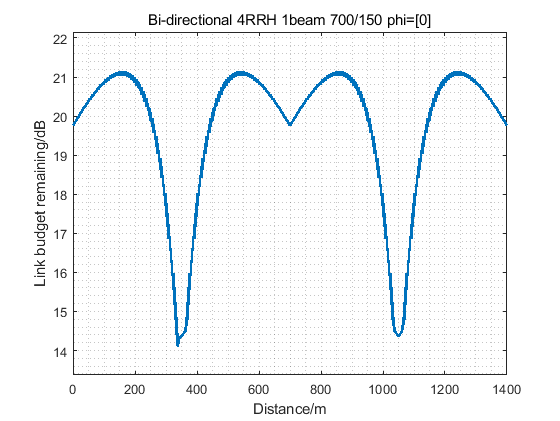 Bi-directional 4RRH 1beam 700/150 phi=[0]
Link budget remaining/dB
22
21
20
19
18
17
16
15
14
0 200 400 600 800 1000 1200 1400
Distance/m